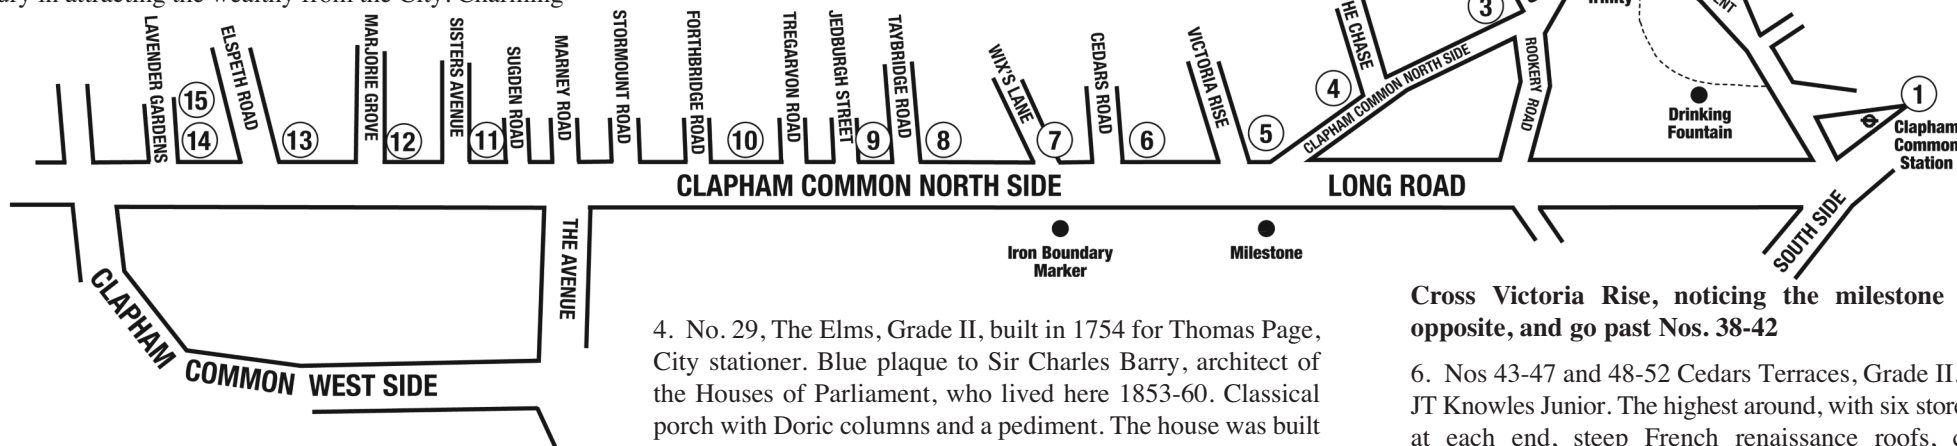 ury in attracting the wealthy from the City. Charming
LAVENDER GARDENS
15
14
ELSPETH ROAD
13
MARJORIE GROVE
12
SISTERS AVENUE
11
SUGDEN ROAD
MARNEY ROAD
STORMOUNT ROAD
FORTHBRIDGE ROAD
10
TREGARVON ROAD
JEDBURGH STREET
9
TAYBRIDGE ROAD
8
WIX'S LANE
7
CEDARS ROAD
6
VICTORIA RISE
5
4
HE CHASE
3
CLAPHAM COMMON NORTH SIDE
CLAPHAM COMMON NORTH SIDE
ROOKERY ROAD
Trinity
ENT
Drinking
Fountain
1
Clapham
Common
Station
CLAPHAM COMMON NORTH SIDE
LONG ROAD
SOUTH SIDE
THE AVENUE
Iron Boundary
Marker
Milestone
CLAPHAM COMMON WEST SIDE
4. No. 29, The Elms, Grade II, built in 1754 for Thomas Page,
City stationer. Blue plaque to Sir Charles Barry, architect of
the Houses of Parliament, who lived here 1853-60. Classical
porch with Doric columns and a pediment. The house was built
Cross Victoria Rise, noticing the milestone
opposite, and go past Nos. 38-42
6. Nos 43-47 and 48-52 Cedars Terraces, Grade II.
JT Knowles Junior. The highest around, with six store
at each end, steep French renaissance roofs,